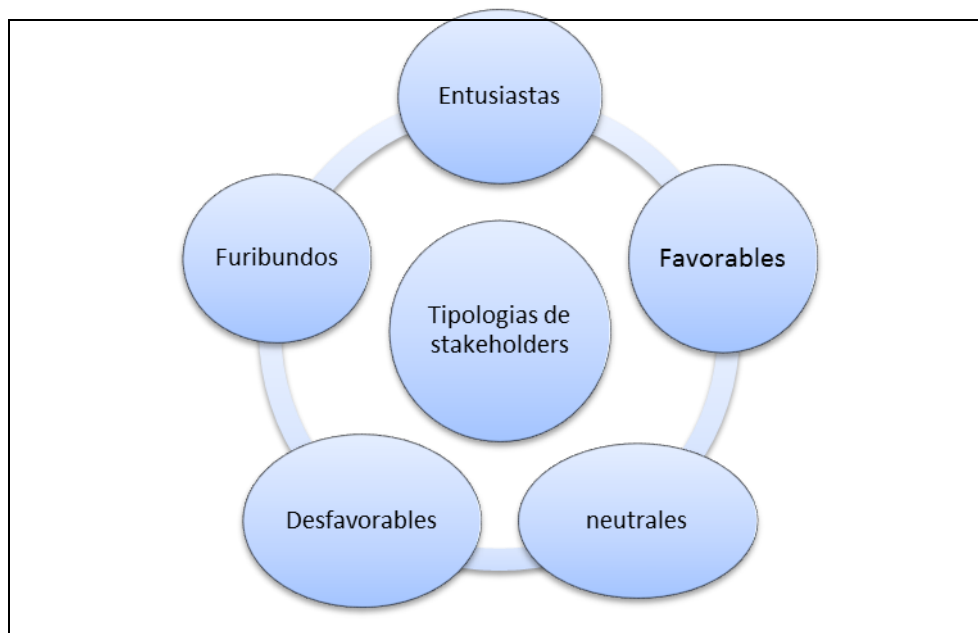 Entusiastas
Favorables
neutrales
Desfavorables
Furibundos
Tipologias de
stakeholders